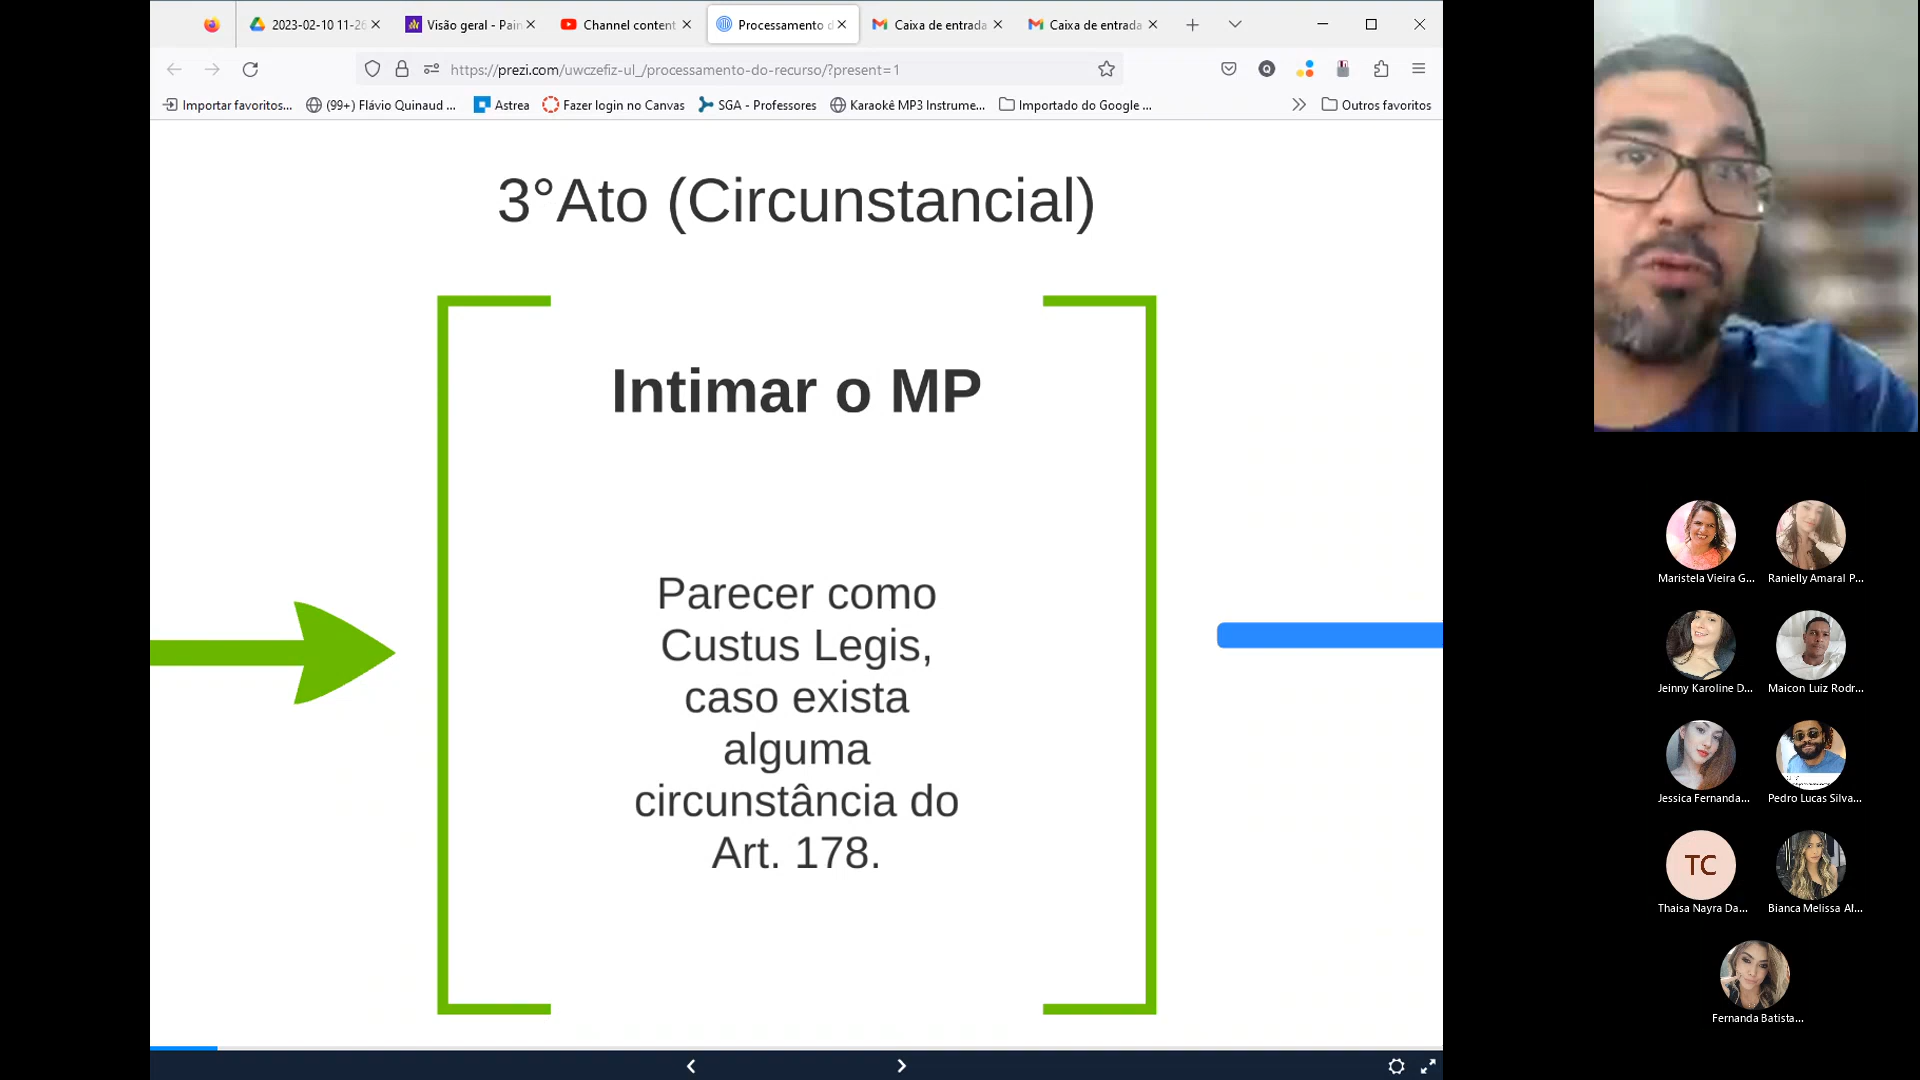 2023-02-10 11-26
Visão geral - Pain
Channel content
Processamento d
Caixa de entrada
Caixa de entrada
https://prezi.com/uwczefiz-ul_/processamento-do-recurso/?present=1
Importar favoritos...
(99+) Flávio Quinaud ...
Astrea
Fazer login no Canvas
SGA - Professores
Karaokê MP3 Instrume...
Importado do Google ...
Outros favoritos
3°Ato (Circunstancial)
Intimar o MP
Parecer como
Custus Legis,
caso exista
alguma
circunstância do
Art. 178.
Maristela Vieira G...
Ranielly Amaral P...
Jeinny Karoline D...
Maicon Luiz Rodr...
Jessica Fernanda...
Pedro Lucas Silva...
TC
Thaisa Nayra Da...
Bianca Melissa Al...
Fernanda Batista...